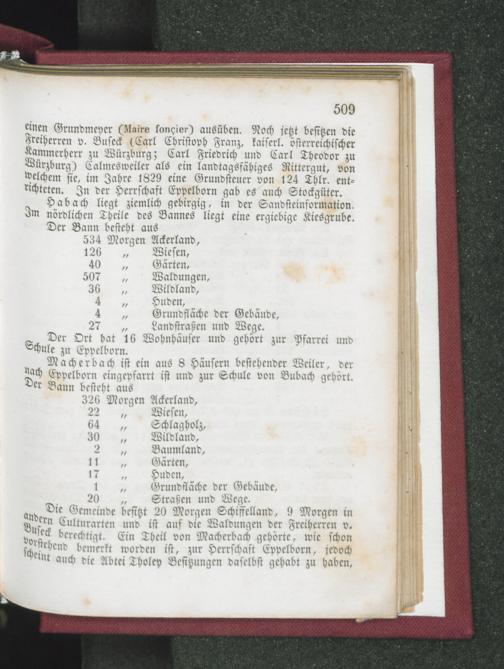 509
einen Grundmeyer (Maire fonçier) ausüben. Noch jetzt besitzen die
Freiherren v. Buseck (Carl Christoph Franz, kaiserl. österreichischer
Kammerherr zu Würzburg; Carl Friedrich und Carl Theodor zu
Würzburg) Calmesweiler als ein landtagsfähiges Rittergut, von
welchem sie, im Jahre 1829 eine Grundsteuer von 124 Thlr. ent-
richteten. In der Herrschaft Eppelborn gab es auch Stockgüter.
Habach liegt ziemlich gebirgig, in der Sandsteinformation.
Im nördlichen Theile des Bannes liegt eine ergiebige Kiesgrube.
Der Bann besteht aus
534 Morgen Ackerland,
126 „ Wiesen,
40 „ Gärten,
507 „ Waldungen,
36 „ Wildland,
4 „ Huden,
4 „ Grundfläche der Gebäude,
27 „ Landstraßen und Wege.
Der Ort hat 16 Wohnhäuser und gehört zur Pfarrei und
Schule zu Eppelborn.
Macherbach ist ein aus 8 Häusern bestehender Weiler, der
nach Eppelborn eingepfarrt ist und zur Schule von Bubach gehört.
Der Bann besteht aus
326 Morgen Ackerland,
22 „ Wiesen,
64 „ Schlagholz,
30 „ Wildland,
2 „ Baumland,
11 „ Gärten,
17 „ Huden,
1 „ Grundfläche der Gebäude,
20 „ Straßen und Wege.
Die Gemeinde besitzt 20 Morgen Schiffelland, 9 Morgen in
andern Culturarten und ist auf die Waldungen der Freiherren v.
Buseck berechtigt. Ein Theil von Macherbach gehörte, wie schon
vorstehend bemerkt worden ist, zur Herrschaft Eppelborn, jedoch
scheint auch die Abtei Tholey Besitzungen daselbst gehabt zu haben,